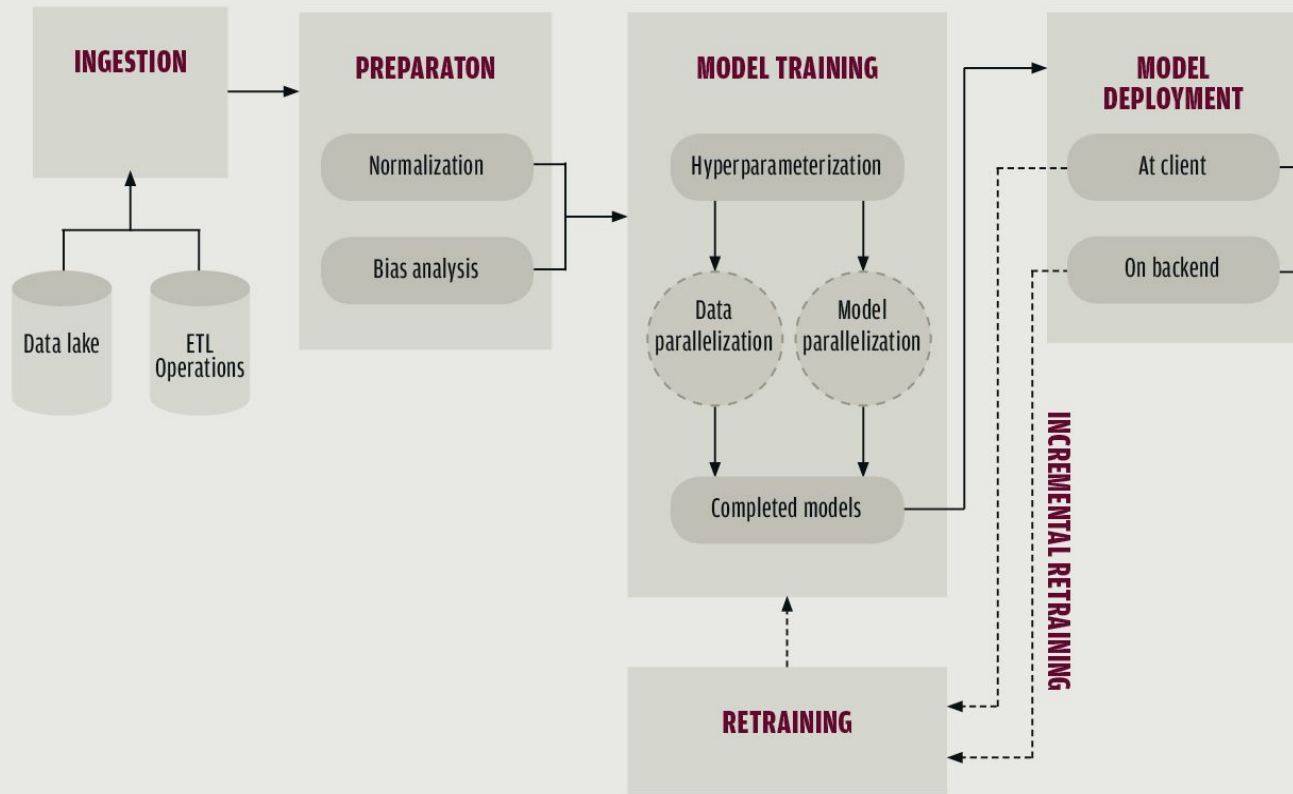 INGESTION
Data lake
ETL
Operations
PREPARATON
Normalization
Bias analysis
MODEL TRAINING
Hyperparameterization
Data
parallelization
Model
parallelization
Completed models
MODEL
DEPLOYMENT
At client
On backend
INCREMENTAL RETRAINING
RETRAINING